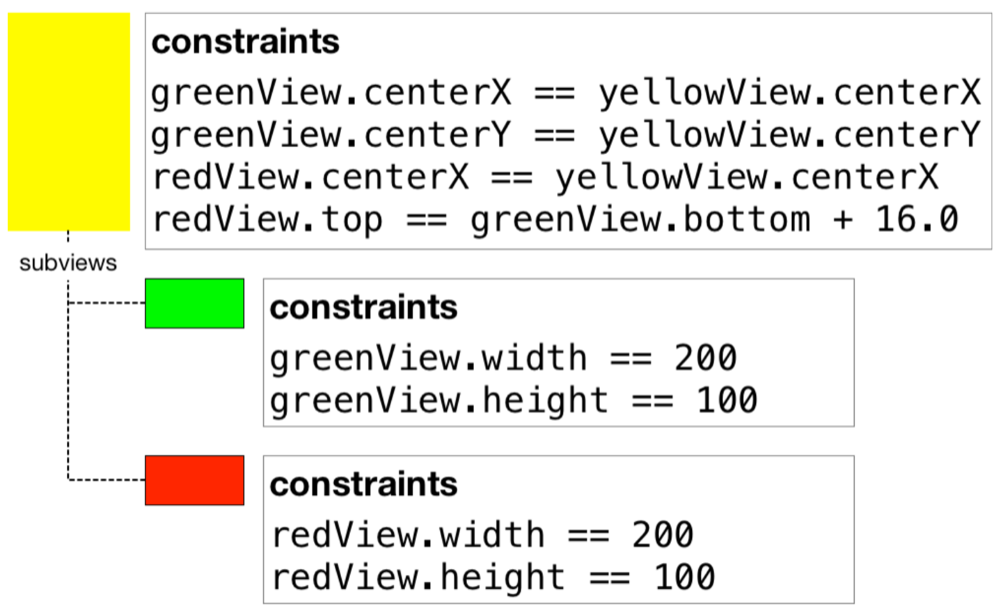 constraints
greenView.centerX == yellowView.centerX
greenView.centerY == yellowView.centerY
redView.centerX == yellowView.centerX
redView.top == greenView.bottom + 16.0
subviews
constraints
greenView.width == 200
greenView.height == 100
constraints
redView.width == 200
redView.height == 100